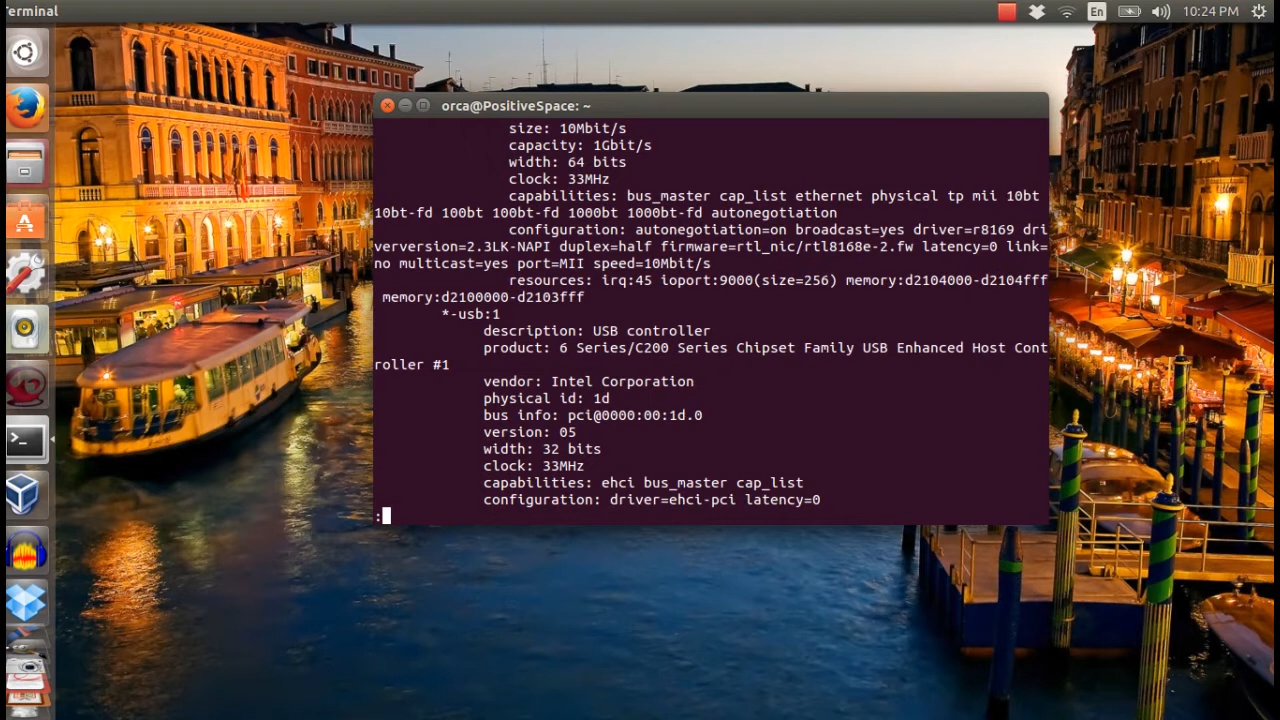 erminal
En
10:24 PM
orca@PositiveSpace: ~
size: 10Mbit/s
capacity: 1Gbit/s
width: 64 bits
clock: 33MHz
capabilities: bus_master cap_list ethernet physical tp mii 10bt
10bt-fd 100bt 100bt-fd 1000bt 1000bt-fd autonegotiation
configuration: autonegotiation=on broadcast=yes driver=r8169 dri
verversion=2.3LK-NAPI duplex=half firmware=rtl_nic/rtl8168e-2.fw latency=0 link=
no multicast=yes port=MII speed=10Mbit/s
resources: irq:45 ioport:9000(size=256) memory:d2104000-d2104fff
memory:d2100000-d2103fff
*-usb:1
description: USB controller
product: 6 Series/C200 Series Chipset Family USB Enhanced Host Cont
roller #1
vendor: Intel Corporation
physical id: 1d
bus info: pci@0000:00:1d.0
version: 05
width: 32 bits
clock: 33MHz
capabilities: ehci bus_master cap_list
configuration: driver=ehci-pci latency=0
: